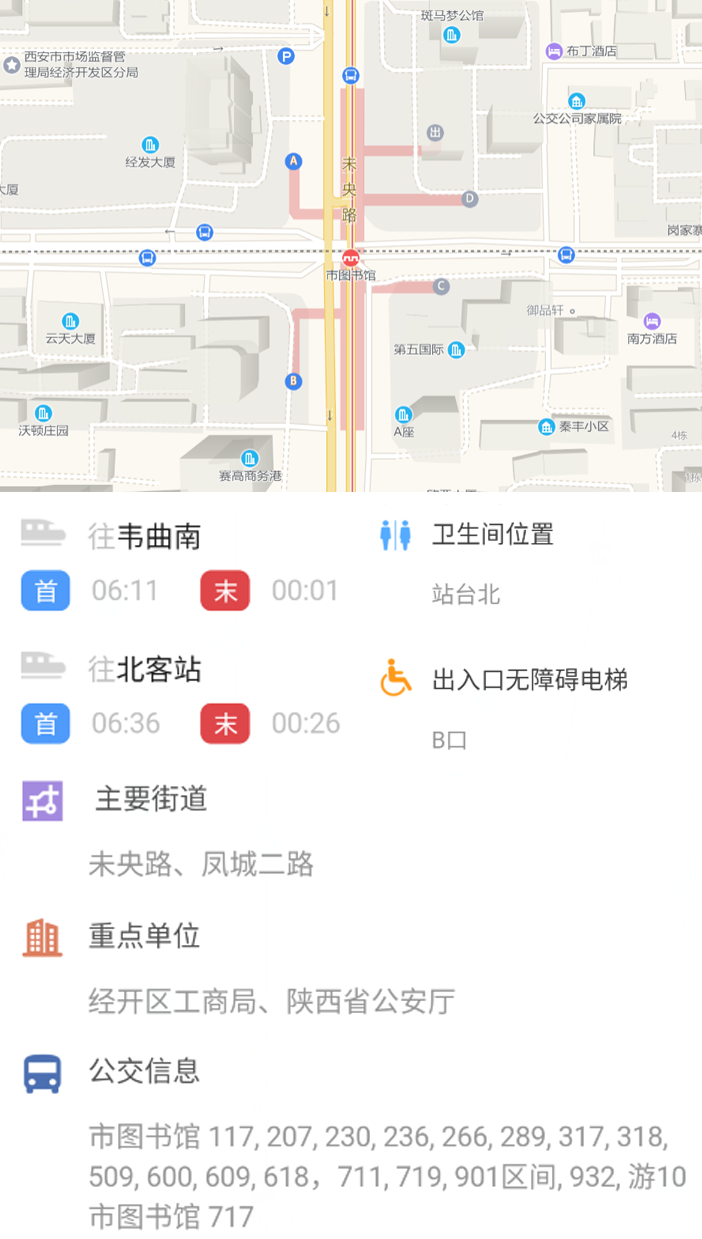 斑马梦公馆
西安市市场监督管
理局经济开发区分局
P
布丁酒店
公交公司家属院
出
经发大厦
A
未
央
路
大厦
D
岗家寨
市图书馆
C
御品轩
云天大厦
第五国际
南方酒店
B
沃顿庄园
A座
秦丰小区
4栋
赛高商务港
往韦曲南
卫生间位置
首 06:11 末 00:01
站台北
往北客站
出入口无障碍电梯
首 06:36 末 00:26
B口
主要街道
未央路、凤城二路
重点单位
经开区工商局、陕西省公安厅
公交信息
市图书馆 117, 207, 230, 236, 266, 289, 317, 318,
509, 600, 609, 618，711, 719, 901区间, 932, 游10
市图书馆 717